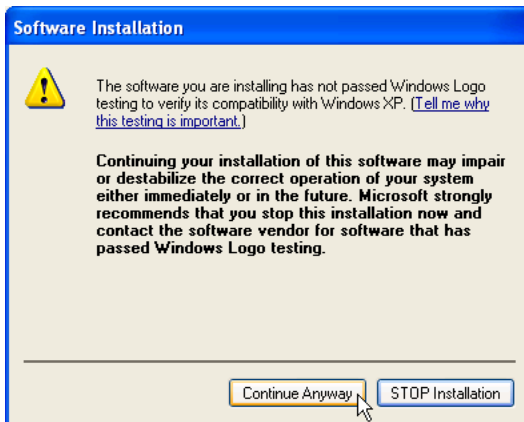 Software Installation
The software you are installing has not passed Windows Logo
testing to verify its compatibility with Windows XP. (Tell me why
this testing is important.)
Continuing your installation of this software may impair
or destabilize the correct operation of your system
either immediately or in the future. Microsoft strongly
recommends that you stop this installation now and
contact the software vendor for software that has
passed Windows Logo testing.
Continue Anyway
STOP Installation